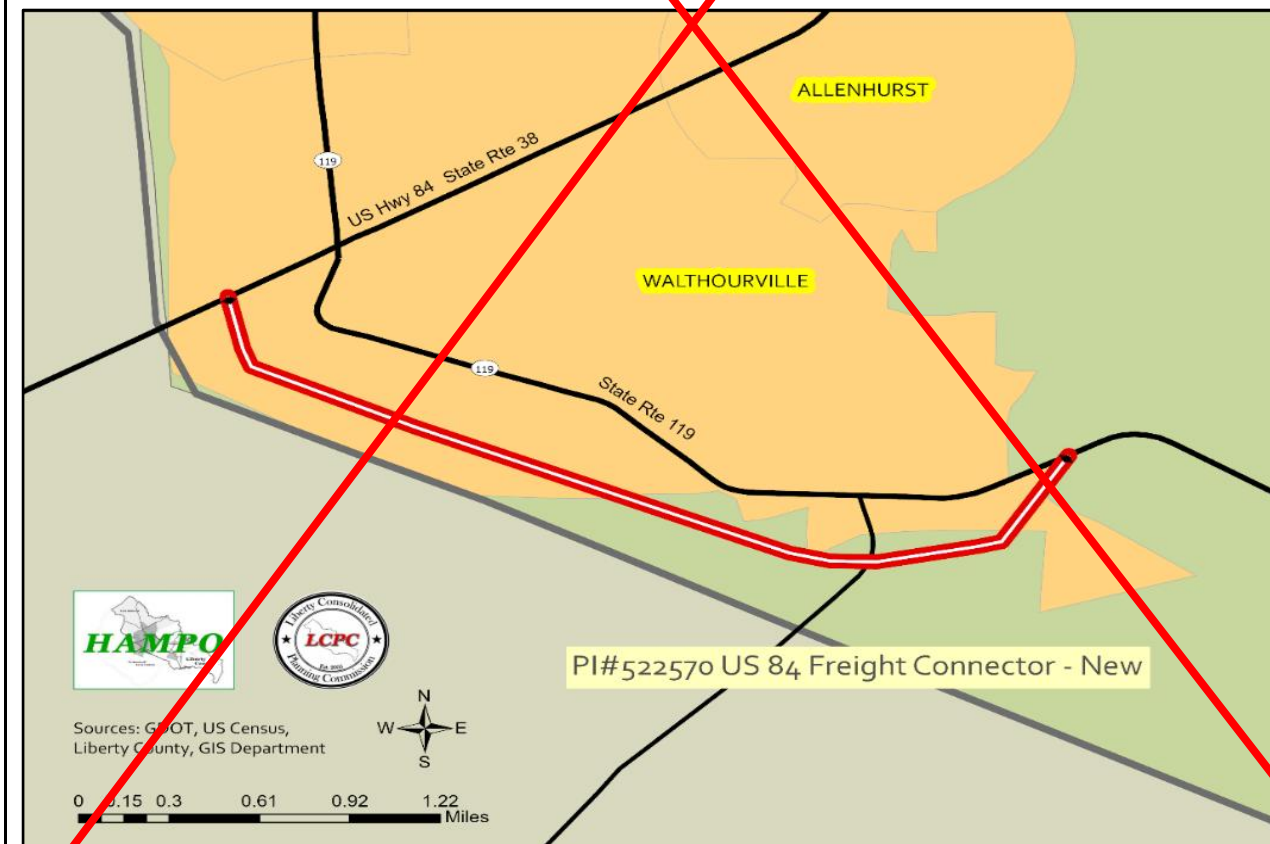 ALLENHURST
119
US Hwy 84 State Rte 38
WALTHOURVILLE
119
State Rte 119
HAMPO
Liberty Consolidated
LCPC
Planning Commission
PI#522570 US 84 Freight Connector - New
N
W E
S
Sources: GDOT, US Census,
Liberty County, GIS Department
0 0.15 0.3 0.61 0.92 1.22
Miles